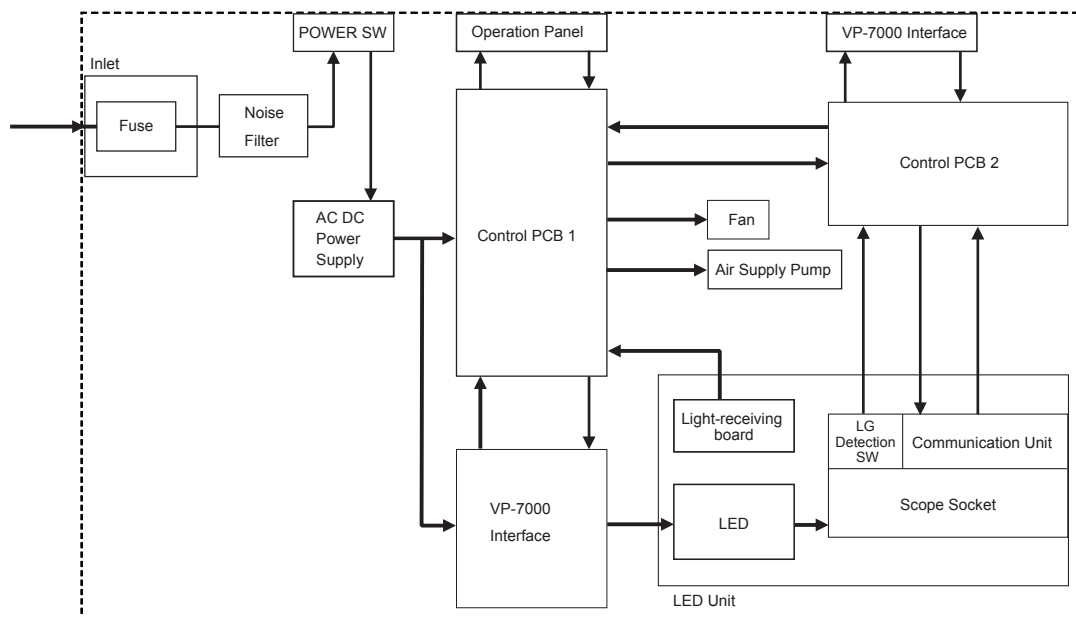 POWER SW
Operation Panel
VP-7000 Interface
Inlet
Fuse
Noise
Filter
Control PCB 2
AC DC
Power
Supply
Control PCB 1
Fan
Air Supply Pump
Light-receiving
board
LG
Detection
SW
Communication Unit
VP-7000
Interface
LED
Scope Socket
LED Unit